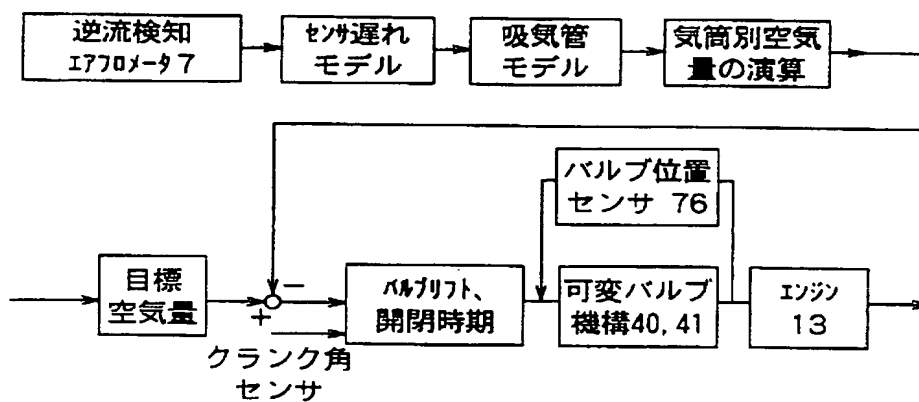 逆流検知
エアフロメータ7
センサ遅れ
モデル
吸気管
モデル
気筒別空気
量の演算
バルブ位置
センサ 76
目標
空気量
−
+
クランク角
センサ
バルブリフト、
開閉時期
可変バルブ
機構40, 41
エンジン
13